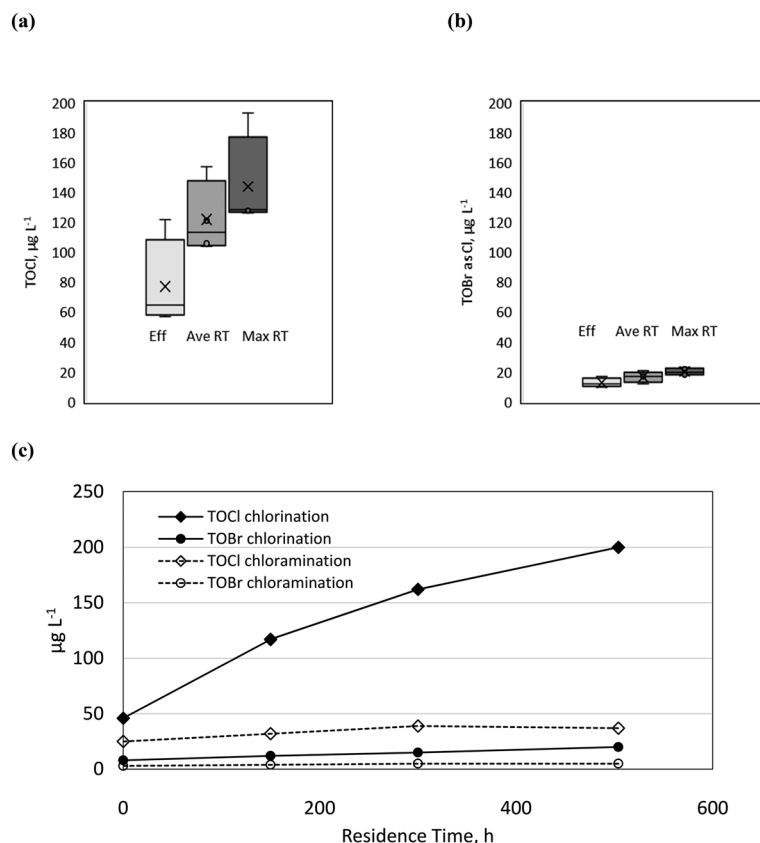 (a)
(b)
200
180
160
140
120
100
80
60
40
20
0
TOCl, µg L-1
Eff Ave RT Max RT
200
180
160
140
120
100
80
60
40
20
0
TOBr as Cl, µg L-1
Eff Ave RT Max RT
(c)
250
200
150
100
50
0
µg L-1
TOCl chlorination
TOBr chlorination
TOCl chloramination
TOBr chloramination
0 200 400 600
Residence Time, h